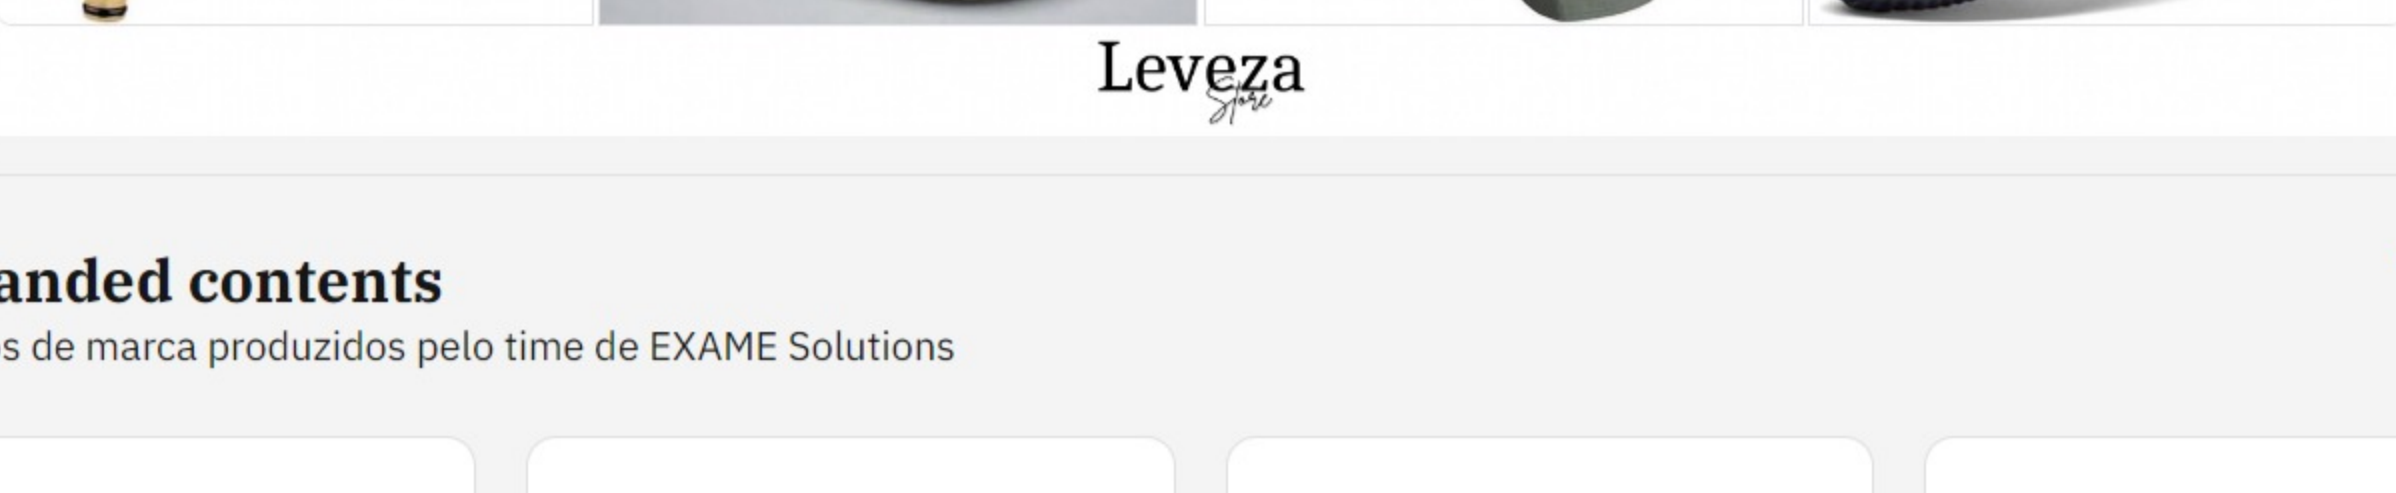 Leveza
Store
anded contents
s de marca produzidos pelo time de EXAME Solutions